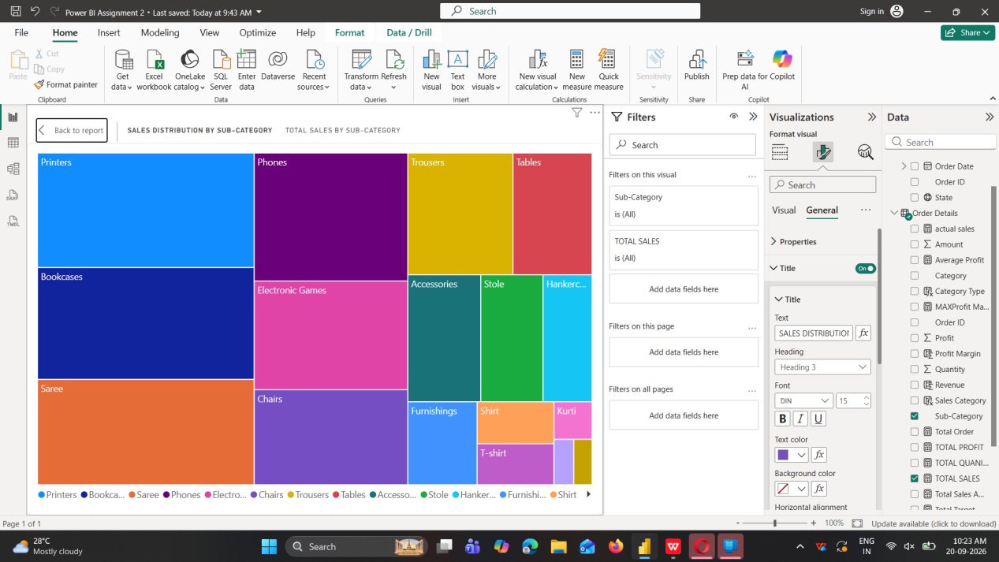 Power BI Assignment 2 • Last saved: Today at 9:43 AM
Search
Sign in
File Home Insert Modeling View Optimize Help Format Data / Drill
Share
Paste
Cut
Copy
Format painter
Clipboard
Get data
Excel workbook
OneLake catalog
SQL Server
Enter data
Dataverse
Recent sources
Data
Transform data
Refresh
Queries
New visual
Text box
More visuals
Insert
New visual calculation
New measure
Quick measure
Calculations
Sensitivity
Sensitivity
Publish
Share
Prep data for AI
Copilot
Copilot
Back to report
SALES DISTRIBUTION BY SUB-CATEGORY
TOTAL SALES BY SUB-CATEGORY
Printers
Phones
Trousers
Tables
Bookcases
Electronic Games
Accessories
Stole
Hankerc...
Saree
Chairs
Furnishings
Shirt
Kurti
T-shirt
Printers Bookca... Saree Phones Electro... Chairs Trousers Tables Accesso... Stole Hanker... Furnishi... Shirt
Filters
Search
Filters on this visual
Sub-Category
is (All)
TOTAL SALES
is (All)
Add data fields here
Filters on this page
Add data fields here
Filters on all pages
Add data fields here
Visualizations
Format visual
Search
Visual General
Properties
Title
On
Title
Text
SALES DISTRIBUTION
Heading
Heading 3
Font
DIN
15
B I U
Text color
fx
Background color
fx
Horizontal alignment
Data
Search
Order Date
Order ID
State
Order Details
actual sales
Amount
Average Profit
Category
Category Type
MAXProfit Ma...
Order ID
Profit
Profit Margin
Quantity
Revenue
Sales Category
Sub-Category
Total Order
TOTAL PROFIT
TOTAL QUANI...
TOTAL SALES
Total Sales A...
Total Target
DAX
TMDL
Page 1 of 1
100%
Update available (click to download)
28°C
Mostly cloudy
Search
ENG
IN
10:23 AM
20-09-2026